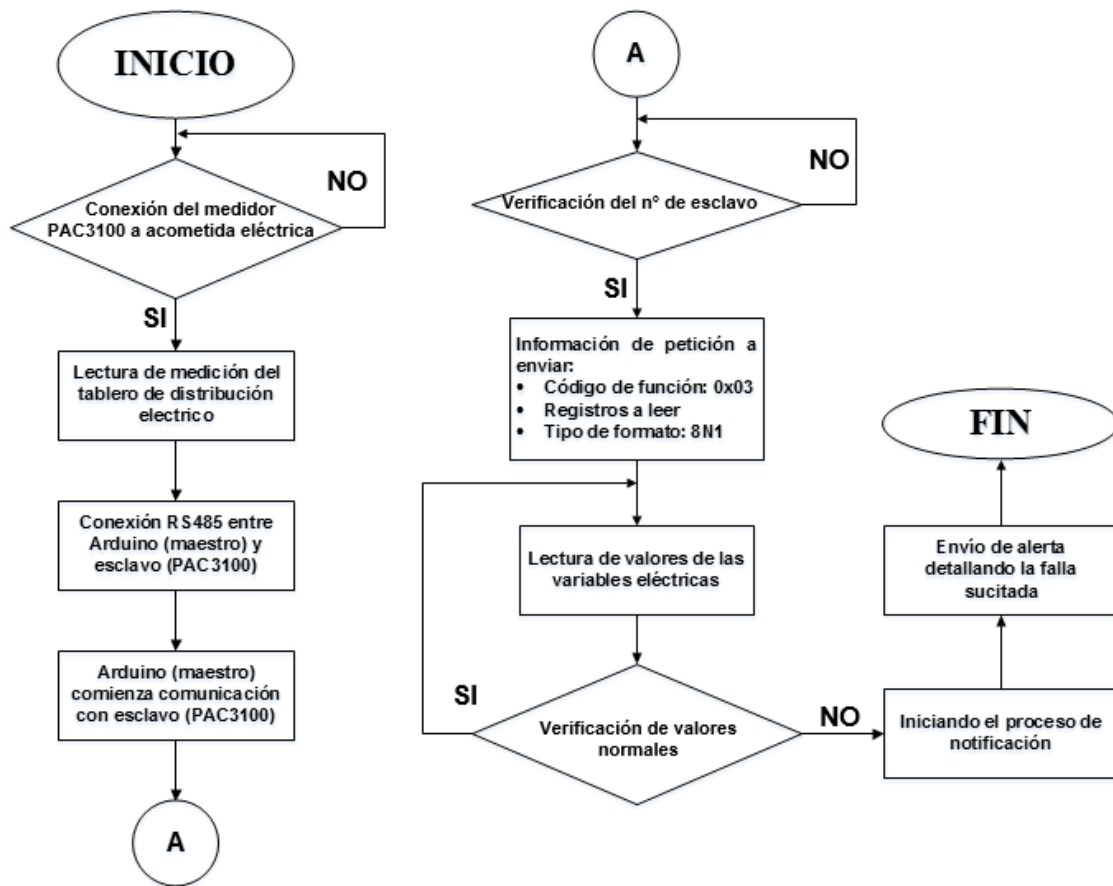 INICIO
NO
Conexión del medidor
PAC3100 a acometida eléctrica
SI
Lectura de medición del
tablero de distribución
electrico
Conexión RS485 entre
Arduino (maestro) y
esclavo (PAC3100)
Arduino (maestro)
comienza comunicación
con esclavo (PAC3100)
A
A
NO
Verificación del nº de esclavo
SI
Información de petición a
enviar:
• Código de función: 0x03
• Registros a leer
• Tipo de formato: 8N1
Lectura de valores de las
variables eléctricas
SI
Verificación de valores
normales
NO
Iniciando el proceso de
notificación
Envío de alerta
detallando la falla
sucitada
FIN